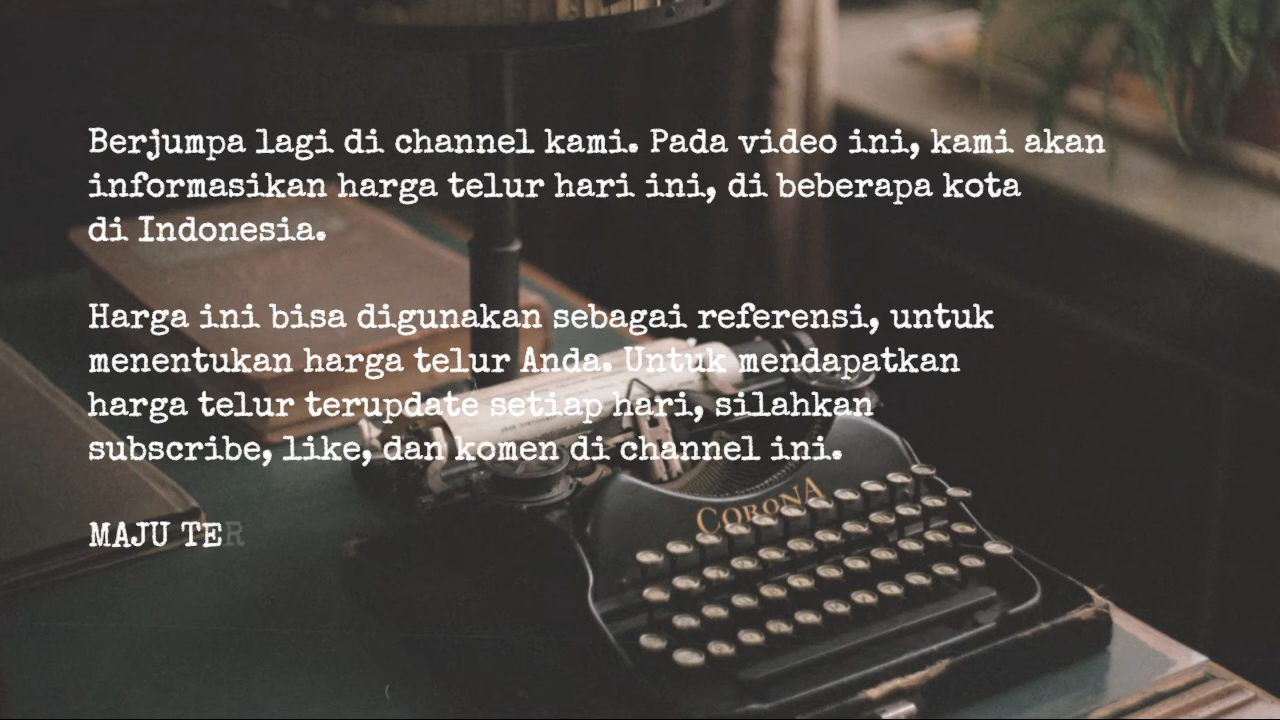 Berjumpa lagi di channel kami. Pada video ini, kami akan
informasikan harga telur hari ini, di beberapa kota
di Indonesia.
Harga ini bisa digunakan sebagai referensi, untuk
menentukan harga telur Anda. Untuk mendapatkan
harga telur terupdate setiap hari, silahkan
subscribe, like, dan komen di channel ini.
MAJU TER
CORONA